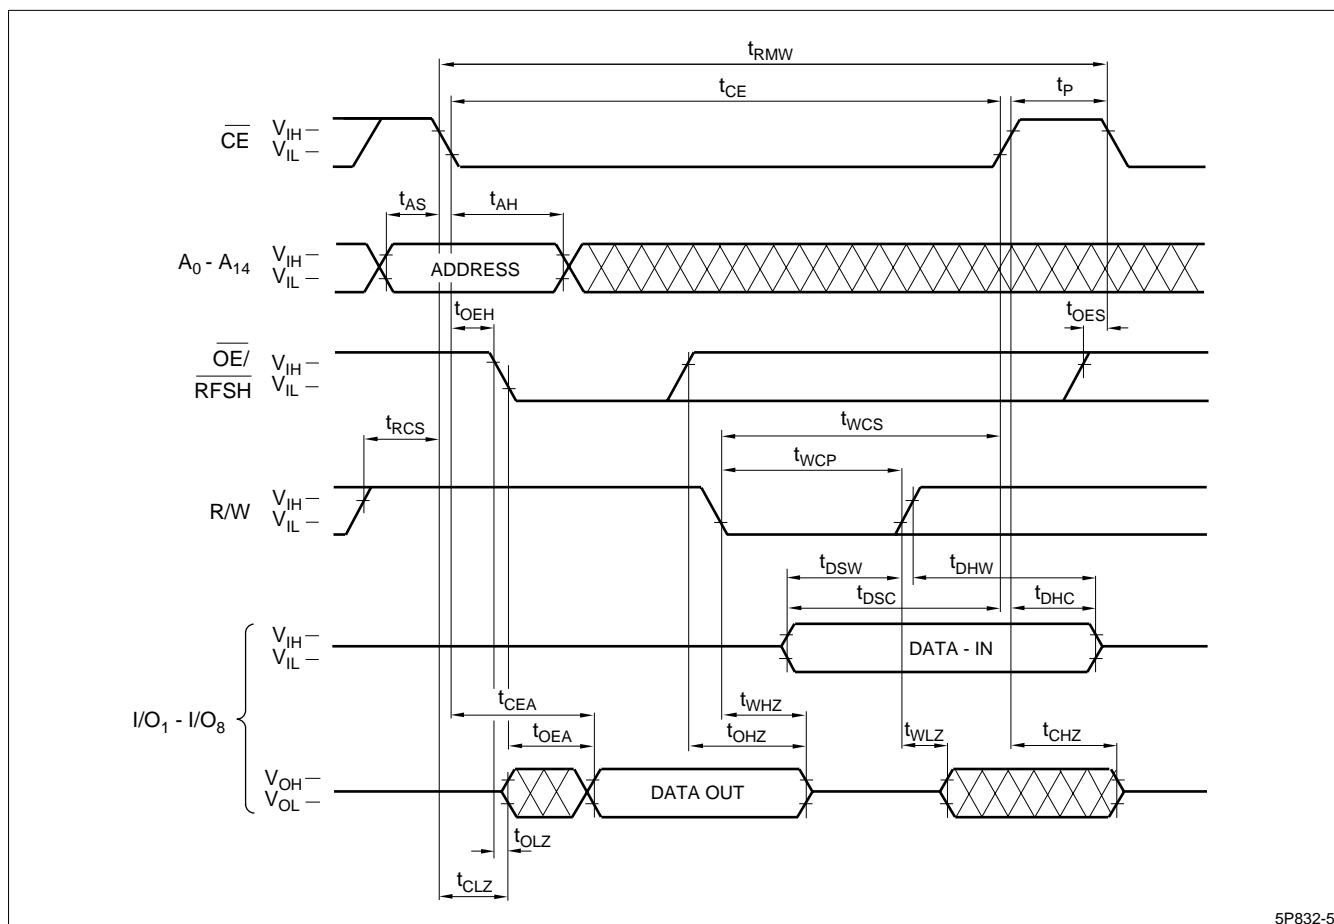 tRMW
tCE
tP
CE
VIH
VIL
tAS
tAH
A0 - A14
VIH
VIL
ADDRESS
tOEH
tOES
OE/
RFSH
VIH
VIL
tRCS
tWCS
tWCP
R/W
VIH
VIL
tDSW
tDHW
tDSC
tDHC
VIH
VIL
DATA - IN
I/O1 - I/O8
tCEA
tWHZ
tOEA
tOHZ
tWLZ
tCHZ
VOH
VOL
DATA OUT
tOLZ
tCLZ
5P832-5